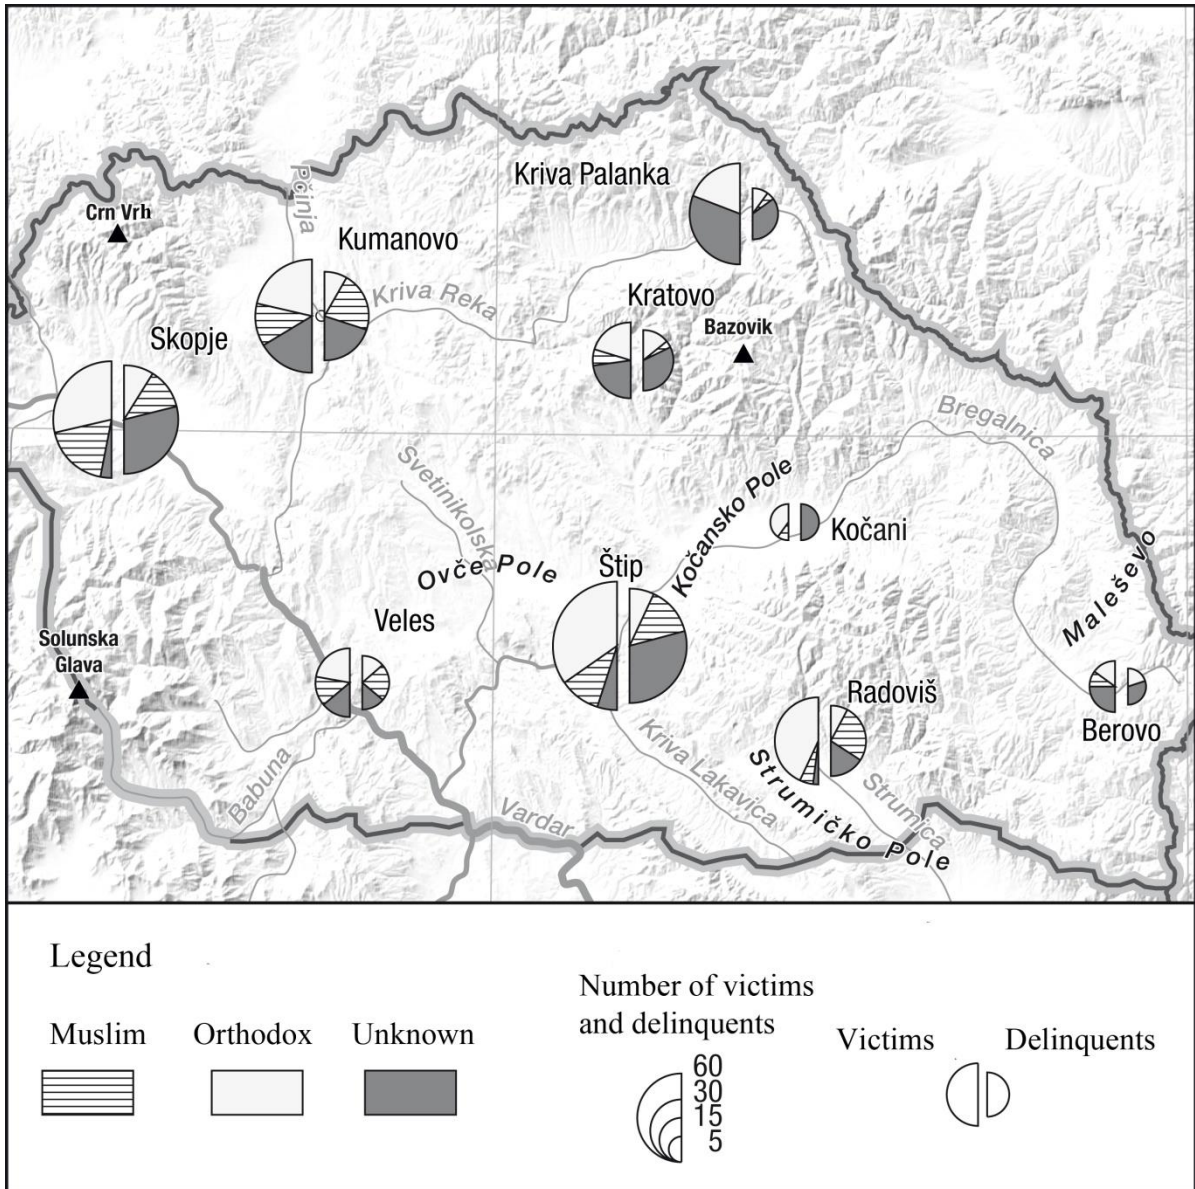 Kriva Palanka
Pčinja
Crn Vrh
Kumanovo
Kriva Reka
Kratovo
Bazovik
Skopje
Bregalnica
Svetinikolska
Kočansko Pole
Kočani
Ovče Pole
Štip
Maleševo
Veles
Solunska
Glava
Radoviš
Berovo
Kriva Lakavica
Strumica
Strumičko Pole
Babuna
Vardar
Legend
Muslim
Orthodox
Unknown
Number of victims
and delinquents
60
30
15
5
Victims
Delinquents